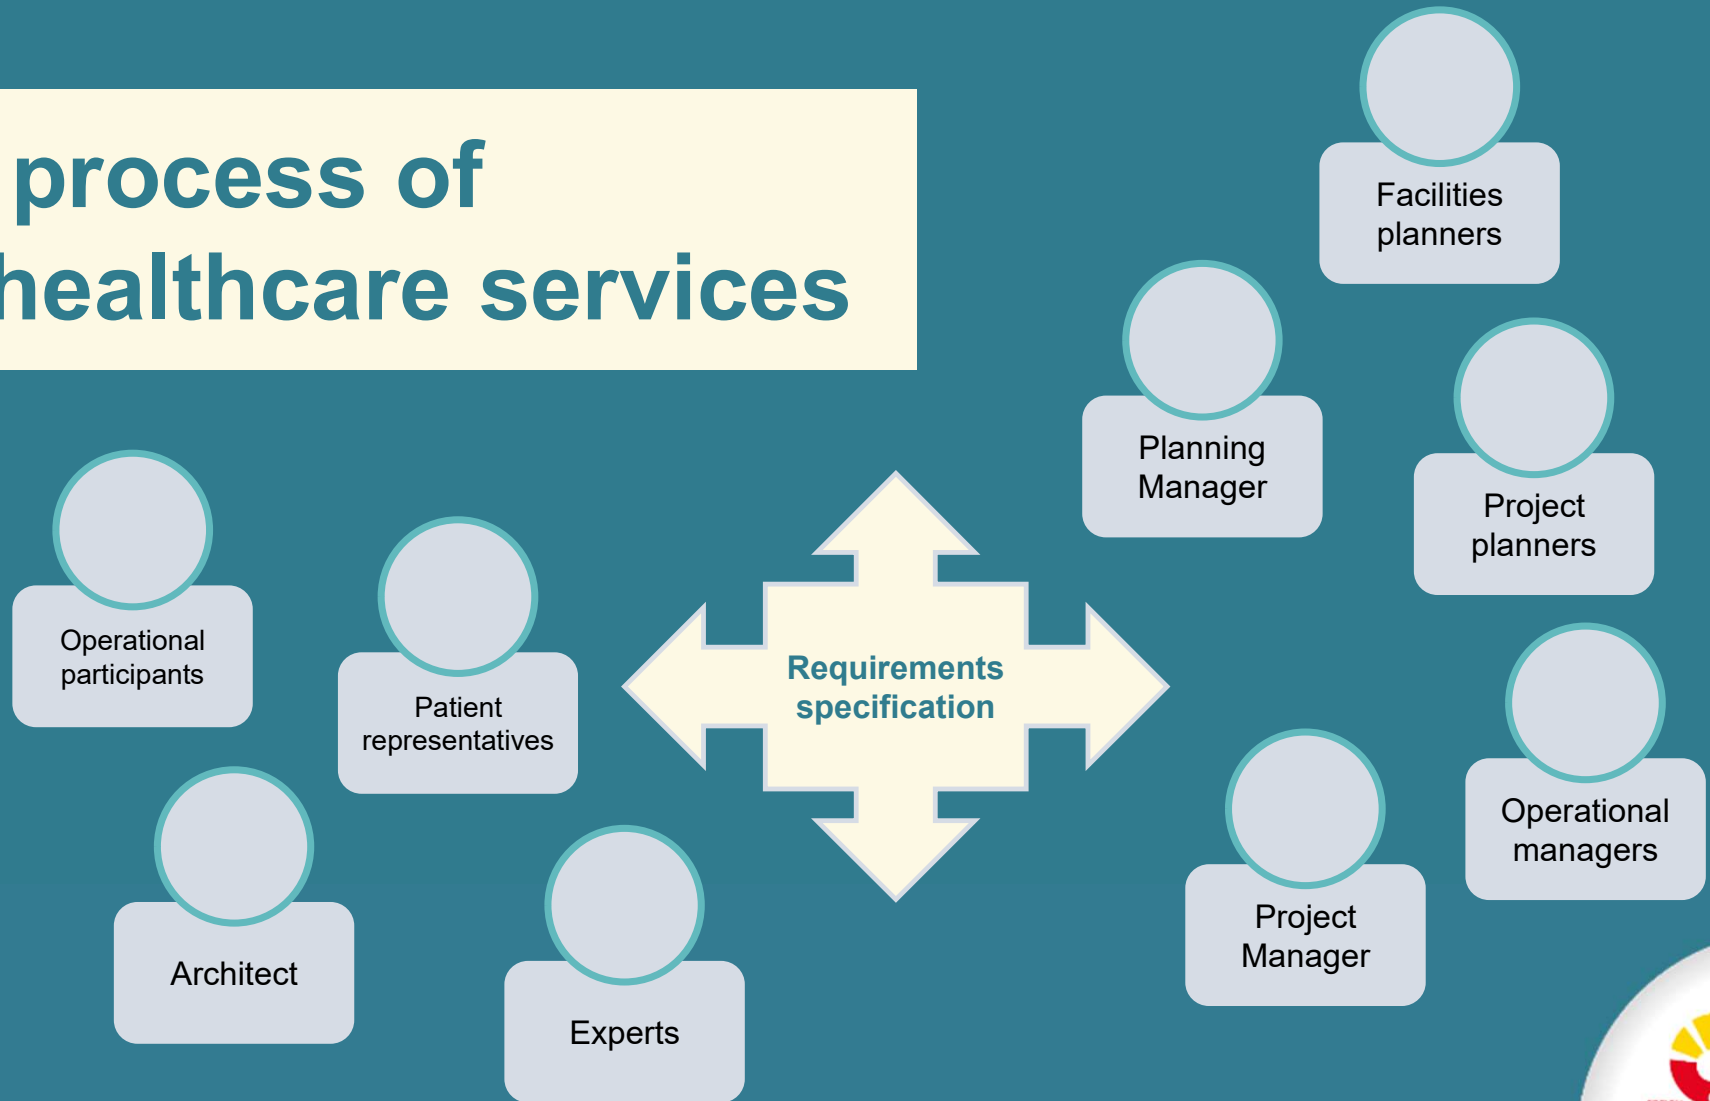 process of
healthcare services
Facilities
planners
Planning
Manager
Project
planners
Operational
participants
Patient
representatives
Requirements
specification
Operational
managers
Project
Manager
Architect
Experts